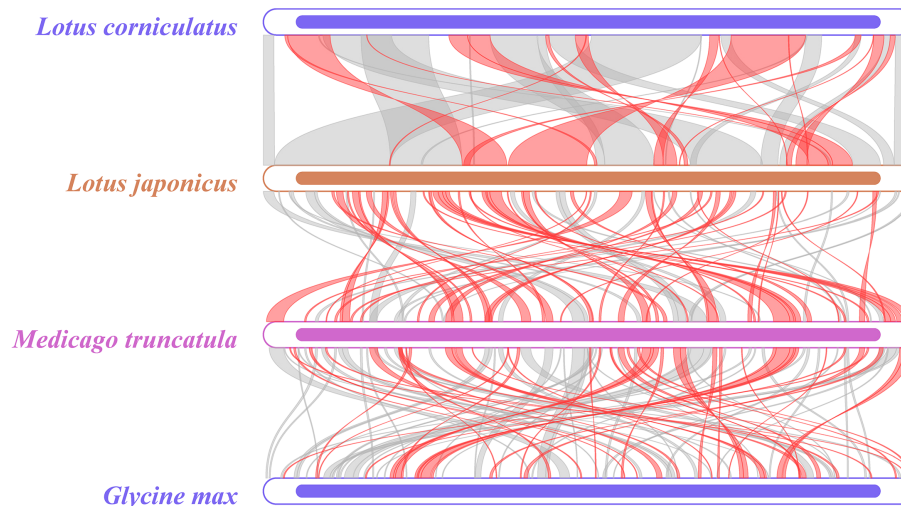 Lotus corniculatus
Lotus japonicus
Medicago truncatula
Glycine max